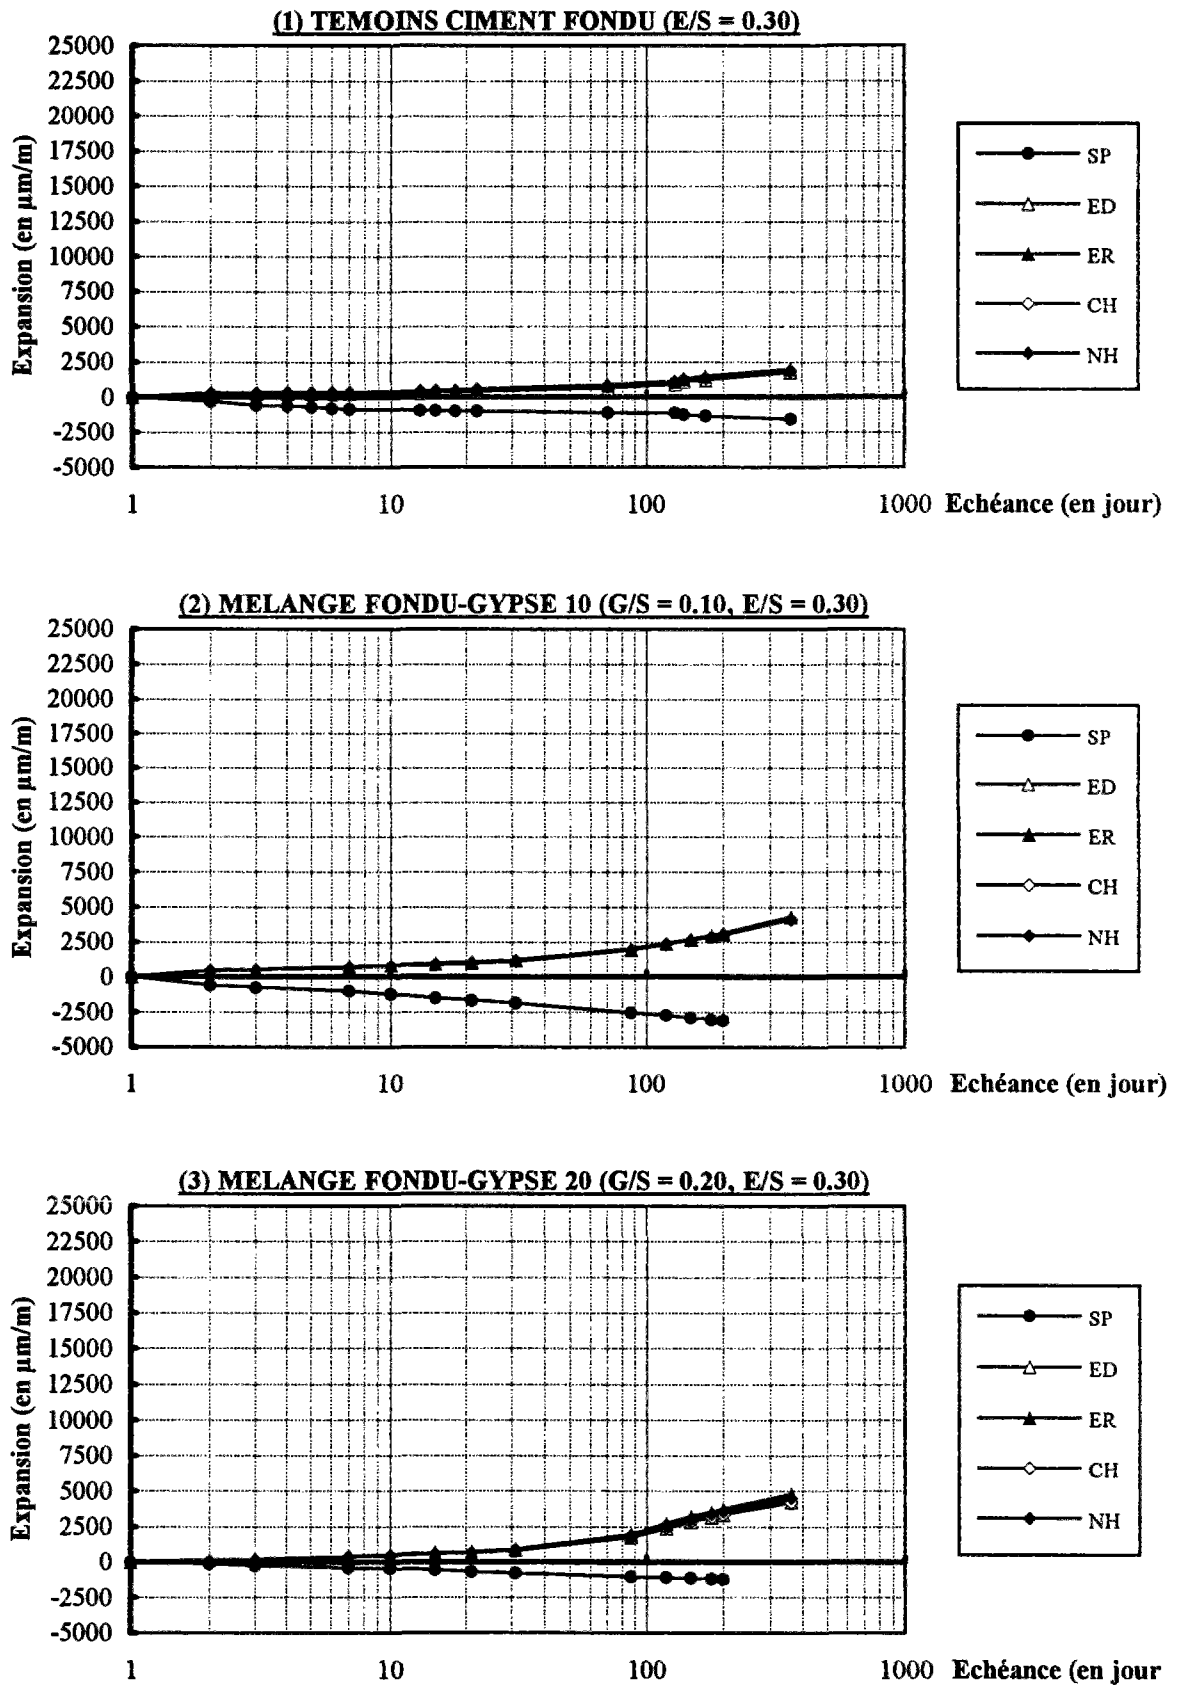 (1) TEMOINS CIMENT FONDU (E/S = 0.30)
25000
22500
20000
17500
15000
12500
10000
7500
5000
2500
0
-2500
-5000
Expansion (en µm/m)
1
10
100
1000
Echéance (en jour)
SP
ED
ER
CH
NH
(2) MELANGE FONDU-GYPSE 10 (G/S = 0.10, E/S = 0.30)
25000
22500
20000
17500
15000
12500
10000
7500
5000
2500
0
-2500
-5000
Expansion (en µm/m)
1
10
100
1000
Echéance (en jour)
SP
ED
ER
CH
NH
(3) MELANGE FONDU-GYPSE 20 (G/S = 0.20, E/S = 0.30)
25000
22500
20000
17500
15000
12500
10000
7500
5000
2500
0
-2500
-5000
Expansion (en µm/m)
1
10
100
1000
Echéance (en jour
SP
ED
ER
CH
NH